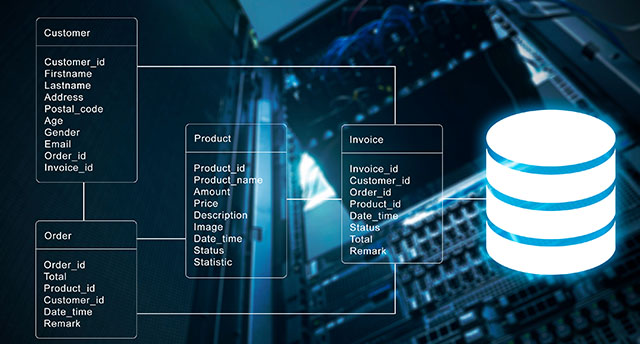 Customer
Customer_id
Firstname
Lastname
Address
Postal_code
Age
Gender
Email
Order_id
Invoice_id
Product
Product_id
Product_name
Amount
Price
Description
Image
Date_time
Status
Statistic
Invoice
Invoice_id
Customer_id
Order_id
Product_id
Date_time
Status
Total
Remark
Order
Order_id
Total
Product_id
Customer_id
Date_time
Remark